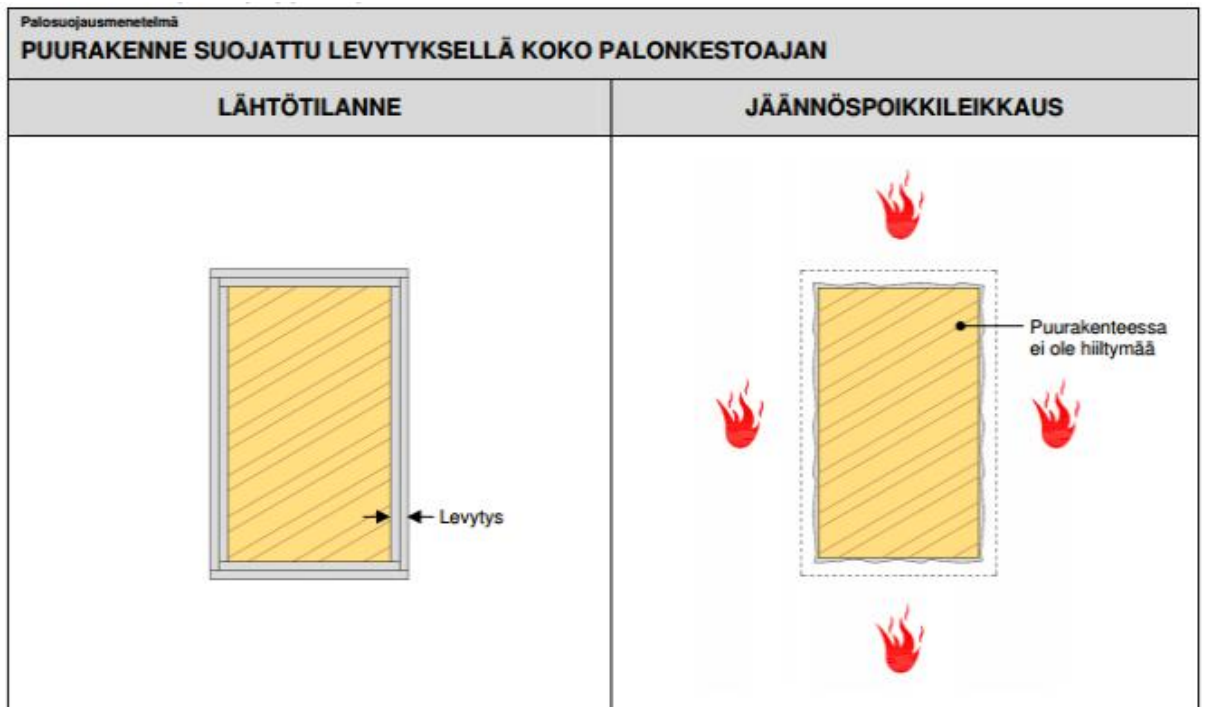 Palosuojausmenetelmä
PUURAKENNE SUOJATTU LEVYTYKSELLÄ KOKO PALONKESTOAJAN
LÄHTÖTILANNE
JÄÄNNÖSPOIKKILEIKKAUS
Levytys
Puurakenteessa
ei ole hiiltymää